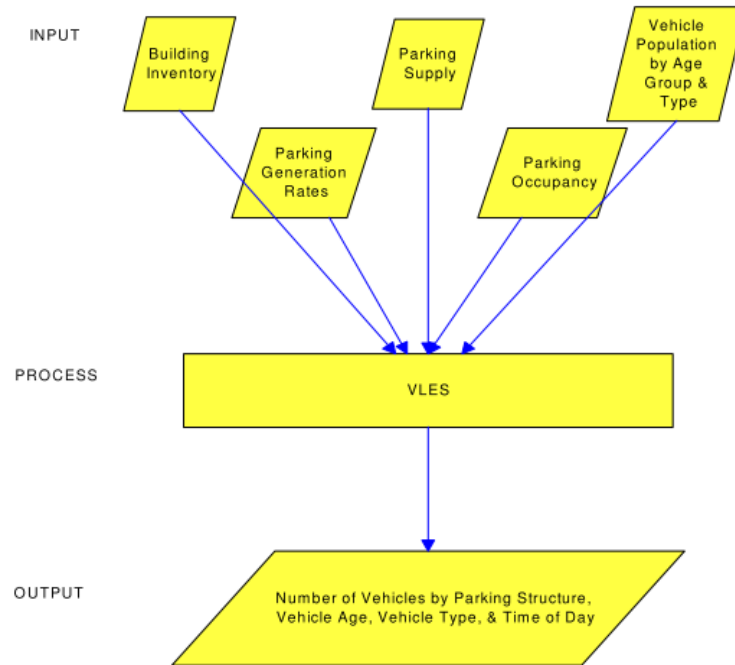 INPUT
Building
Inventory
Parking
Supply
Vehicle
Population
by Age
Group &
Type
Parking
Generation
Rates
Parking
Occupancy
PROCESS
VLES
OUTPUT
Number of Vehicles by Parking Structure,
Vehicle Age, Vehicle Type, & Time of Day